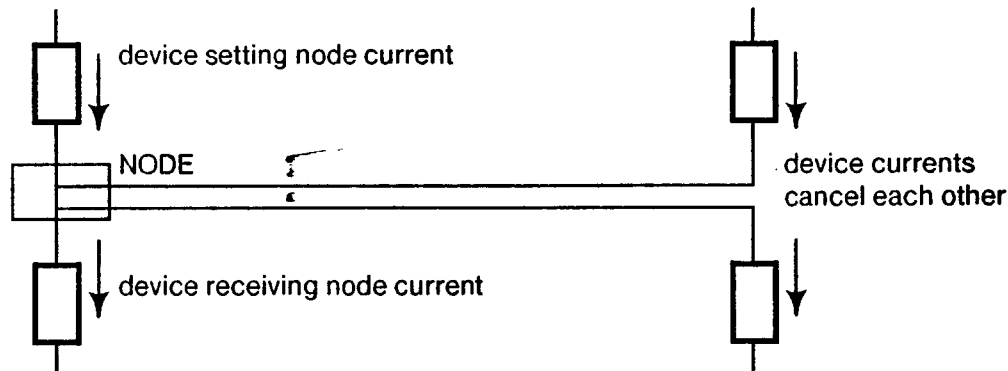 device setting node current
NODE
device currents
cancel each other
device receiving node current